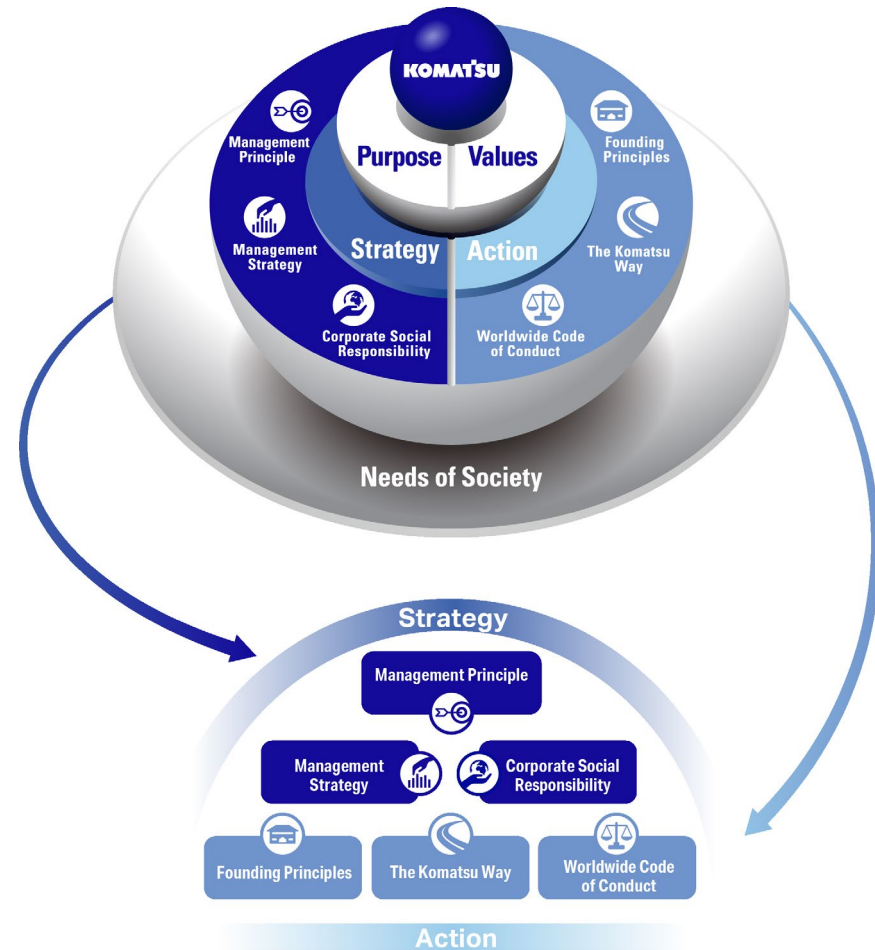 KOMATSU
Purpose
Values
Management
Principle
Founding
Principles
Management
Strategy
Strategy
Action
The Komatsu
Way
Corporate Social
Responsibility
Worldwide Code
of Conduct
Needs of Society
Strategy
Management Principle
Management
Strategy
Corporate Social
Responsibility
Founding Principles
The Komatsu Way
Worldwide Code
of Conduct
Action